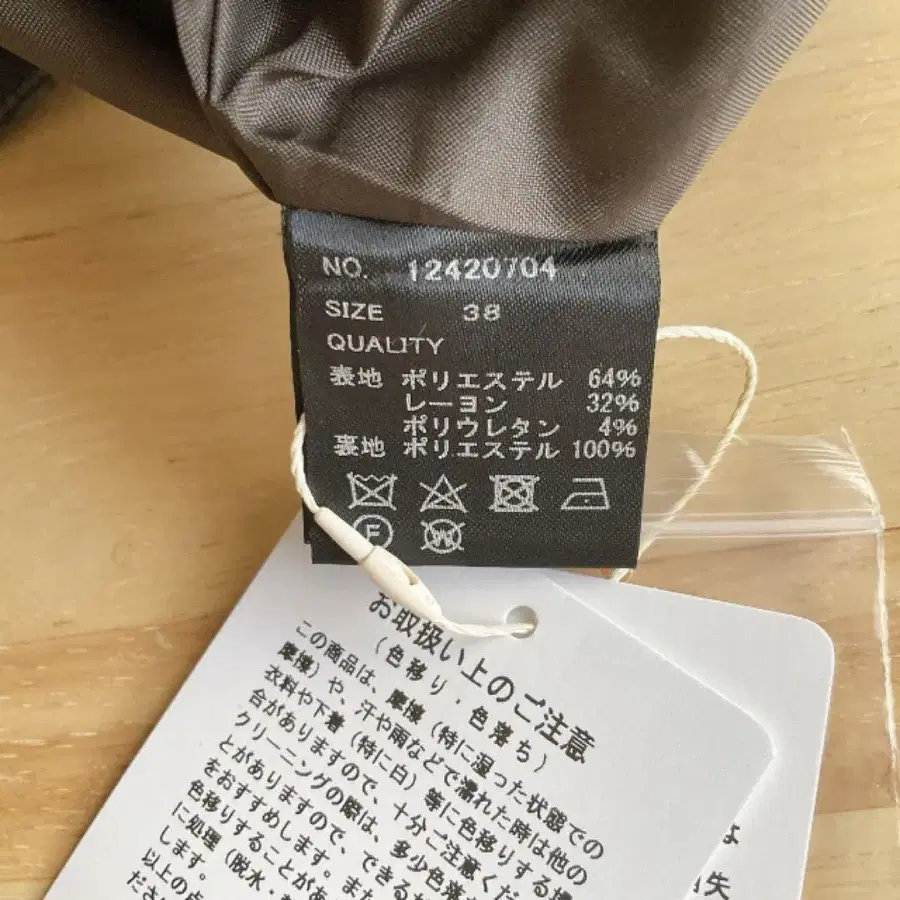 NO. 12420704
SIZE 38
QUALITY
表地 ポリエステル 64%
レーヨン 32%
ポリウレタン 4%
表地 ポリエステル 100%
F W
お取扱い上のご注意
(色移り・色落ち)
この商品は、摩擦(特に湿った状態での
摩擦)や、汗や雨などで濡れた時は他の
衣料や下着(特に白)等に色移りする場
合がありますので、十分ご注意くだ
クリーニングの際は、多少色落
とがありますので、できるだ
をおすすめします。また
色移りすることがあ
に処理(脱水・
します。
以上の点
ださい
な
失